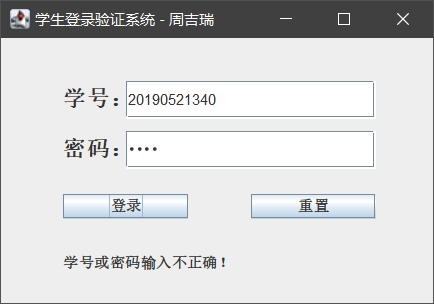 学生登录验证系统 - 周吉瑞
学号：20190521340
密码：••••
登录 重置
学号或密码输入不正确！